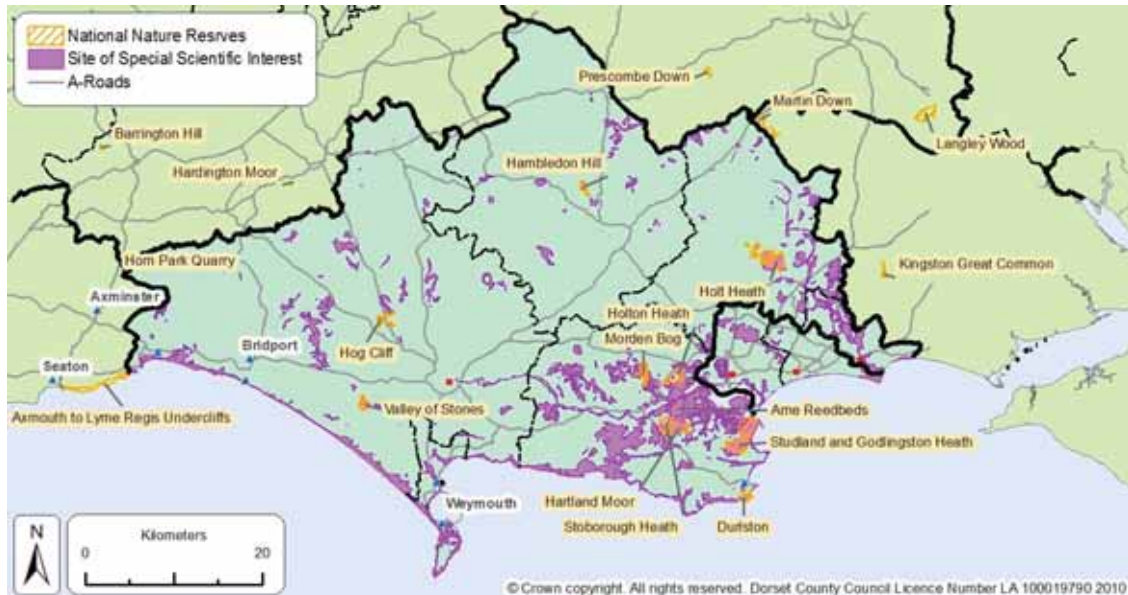 National Nature Resrves
Site of Special Scientific Interest
A-Roads
Prescombe Down
Martin Down
Barrington Hill
Langley Wood
Hardington Moor
Hambledon Hill
Horn Park Quarry
Kingston Great Common
Axminster
Holt Heath
Holton Heath
Bridport
Morden Bog
Hog Cliff
Seaton
Valley of Stones
Arne Reedbeds
Axmouth to Lyme Regis Undercliffs
Studland and Godlingston Heath
Hartland Moor
Weymouth
Stoborough Heath
Durlston
N
Kilometers
0 20
© Crown copyright. All rights reserved. Dorset County Council Licence Number LA 100019790 2010